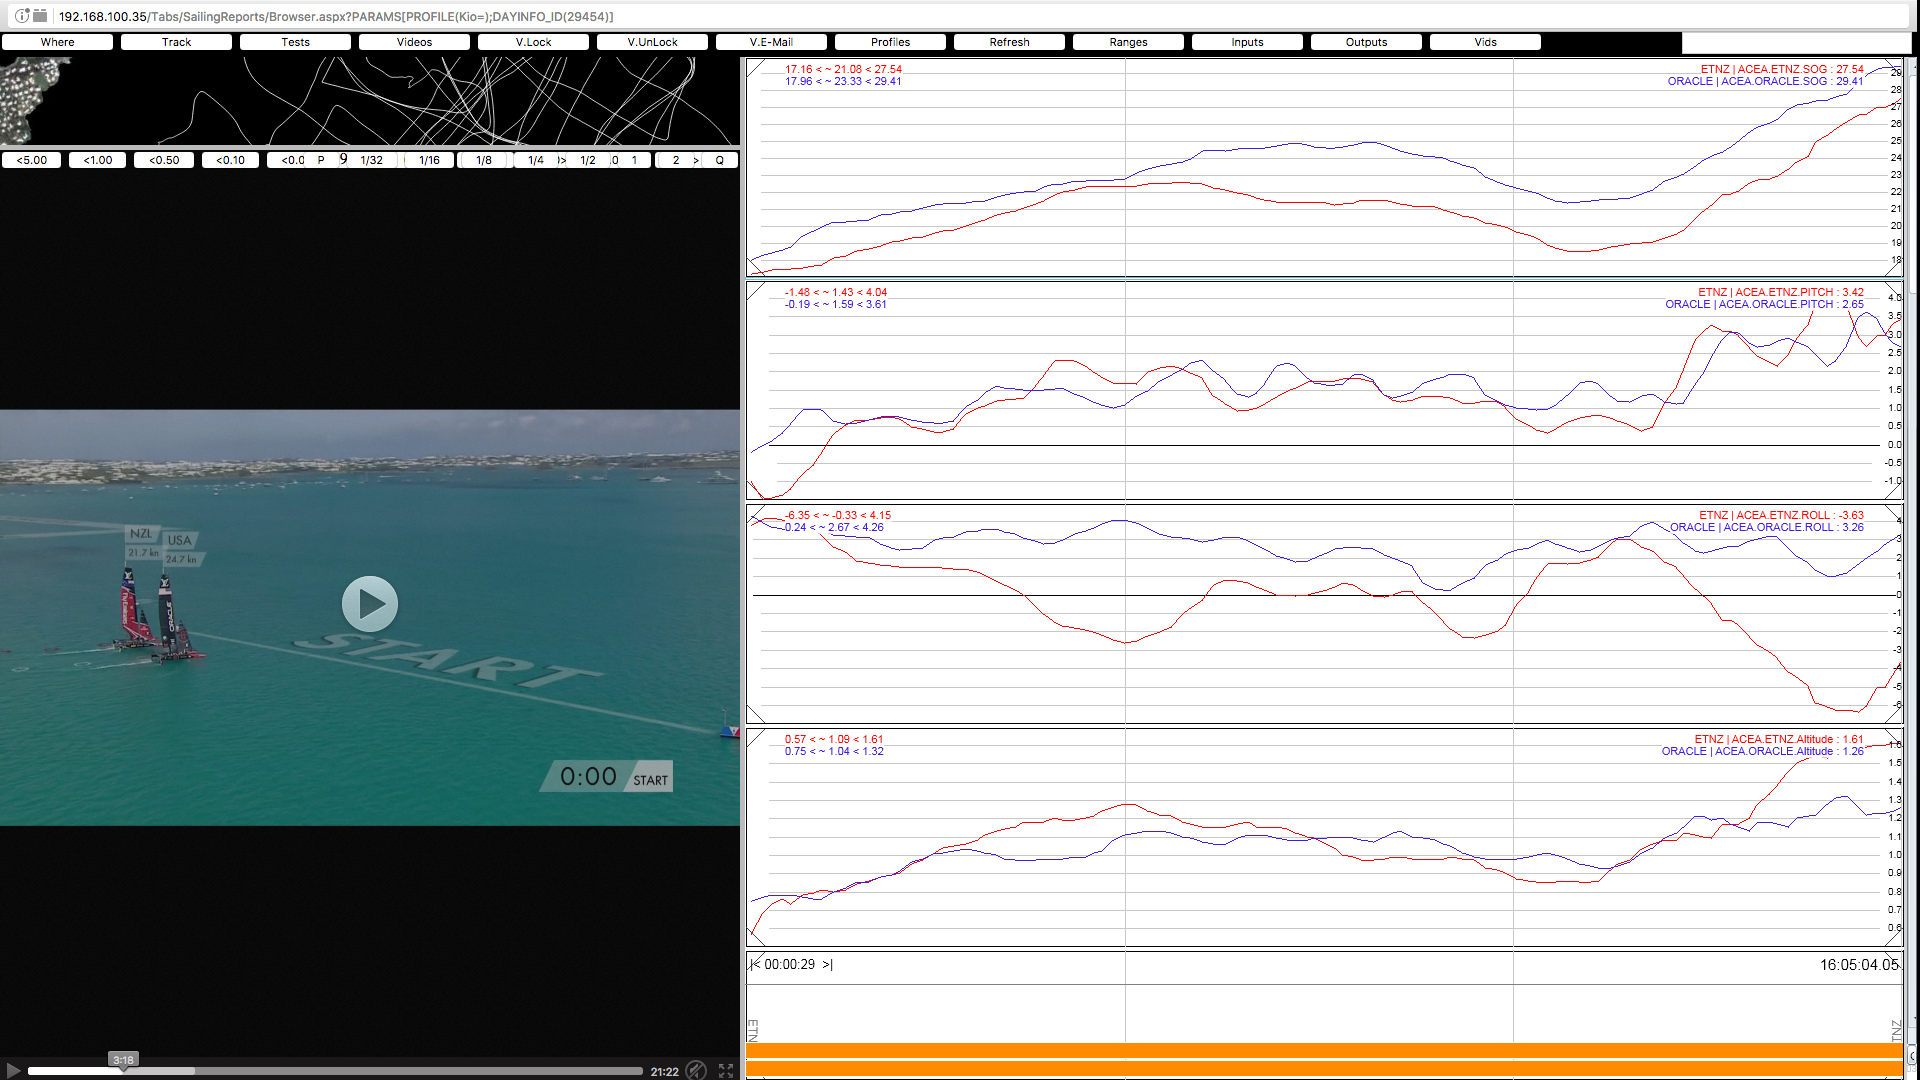 192.168.100.35/Tabs/SailingReports/Browser.aspx?PARAMS[PROFILE(Kio=);DAYINFO_ID(29454)]
Where Track Tests Videos V.Lock V.UnLock V.E-Mail Profiles Refresh Ranges Inputs Outputs Vids
<5.00 <1.00 <0.50 <0.10 <0.0 P 9 1/32 1/16 1/8 1/4 1/2 0 1 2 > Q
NZL
21.7 kn
USA
24.7 kn
ORACLE
START
0:00 START
3:18
21:22
17.16 < ~ 21.08 < 27.54
17.96 < ~ 23.33 < 29.41
ETNZ | ACEA.ETNZ.SOG : 27.54
ORACLE | ACEA.ORACLE.SOG : 29.41
29
28
27
26
25
24
23
22
21
20
19
18
-1.48 < ~ 1.43 < 4.04
-0.19 < ~ 1.59 < 3.61
ETNZ | ACEA.ETNZ.PITCH : 3.42
ORACLE | ACEA.ORACLE.PITCH : 2.65
4.0
3.5
3.0
2.5
2.0
1.5
1.0
0.5
0.0
-0.5
-1.0
-6.35 < ~ -0.33 < 4.15
0.24 < ~ 2.67 < 4.26
ETNZ | ACEA.ETNZ.ROLL : -3.63
ORACLE | ACEA.ORACLE.ROLL : 3.26
4
3
2
1
0
-1
-2
-3
-4
-5
-6
0.57 < ~ 1.09 < 1.61
0.75 < ~ 1.04 < 1.32
ETNZ | ACEA.ETNZ.Altitude : 1.61
ORACLE | ACEA.ORACLE.Altitude : 1.26
1.6
1.5
1.4
1.3
1.2
1.1
1.0
0.9
0.8
0.7
0.6
|< 00:00:29 >|
16:05:04.05
ETN
TNZ